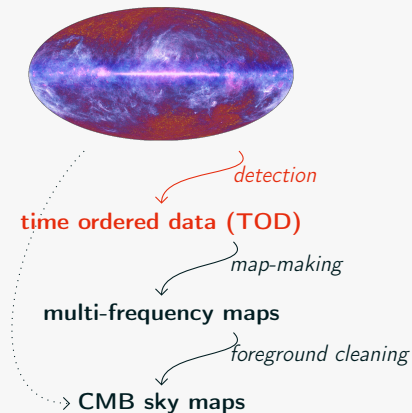 detection
time ordered data (TOD)
map-making
multi-frequency maps
foreground cleaning
CMB sky maps